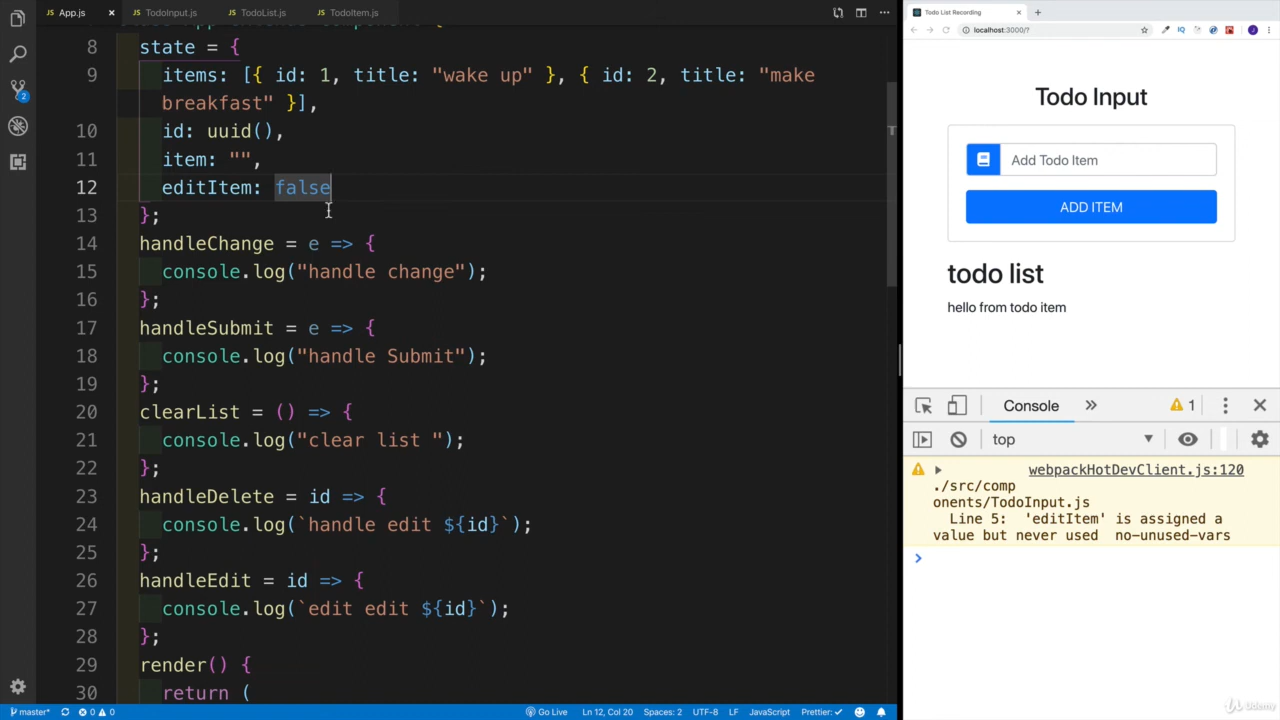 App.js
TodoInput.js
TodoList.js
TodoItem.js
8 state = {
9 items: [{ id: 1, title: "wake up" }, { id: 2, title: "make
breakfast" }],
10 id: uuid(),
11 item: "",
12 editItem: false
13 };
14 handleChange = e => {
15 console.log("handle change");
16 };
17 handleSubmit = e => {
18 console.log("handle Submit");
19 };
20 clearList = () => {
21 console.log("clear list ");
22 };
23 handleDelete = id => {
24 console.log(`handle edit ${id}`);
25 };
26 handleEdit = id => {
27 console.log(`edit edit ${id}`);
28 };
29 render() {
30 return (
2
master*
0 0
Go Live
Ln 12, Col 20
Spaces: 2
UTF-8
LF
JavaScript
Prettier: ✓
Todo List Recording
localhost:3000/?
Todo Input
Add Todo Item
ADD ITEM
todo list
hello from todo item
Console
1
top
webpackHotDevClient.js:120
./src/comp
onents/TodoInput.js
Line 5: 'editItem' is assigned a
value but never used no-unused-vars
Udemy